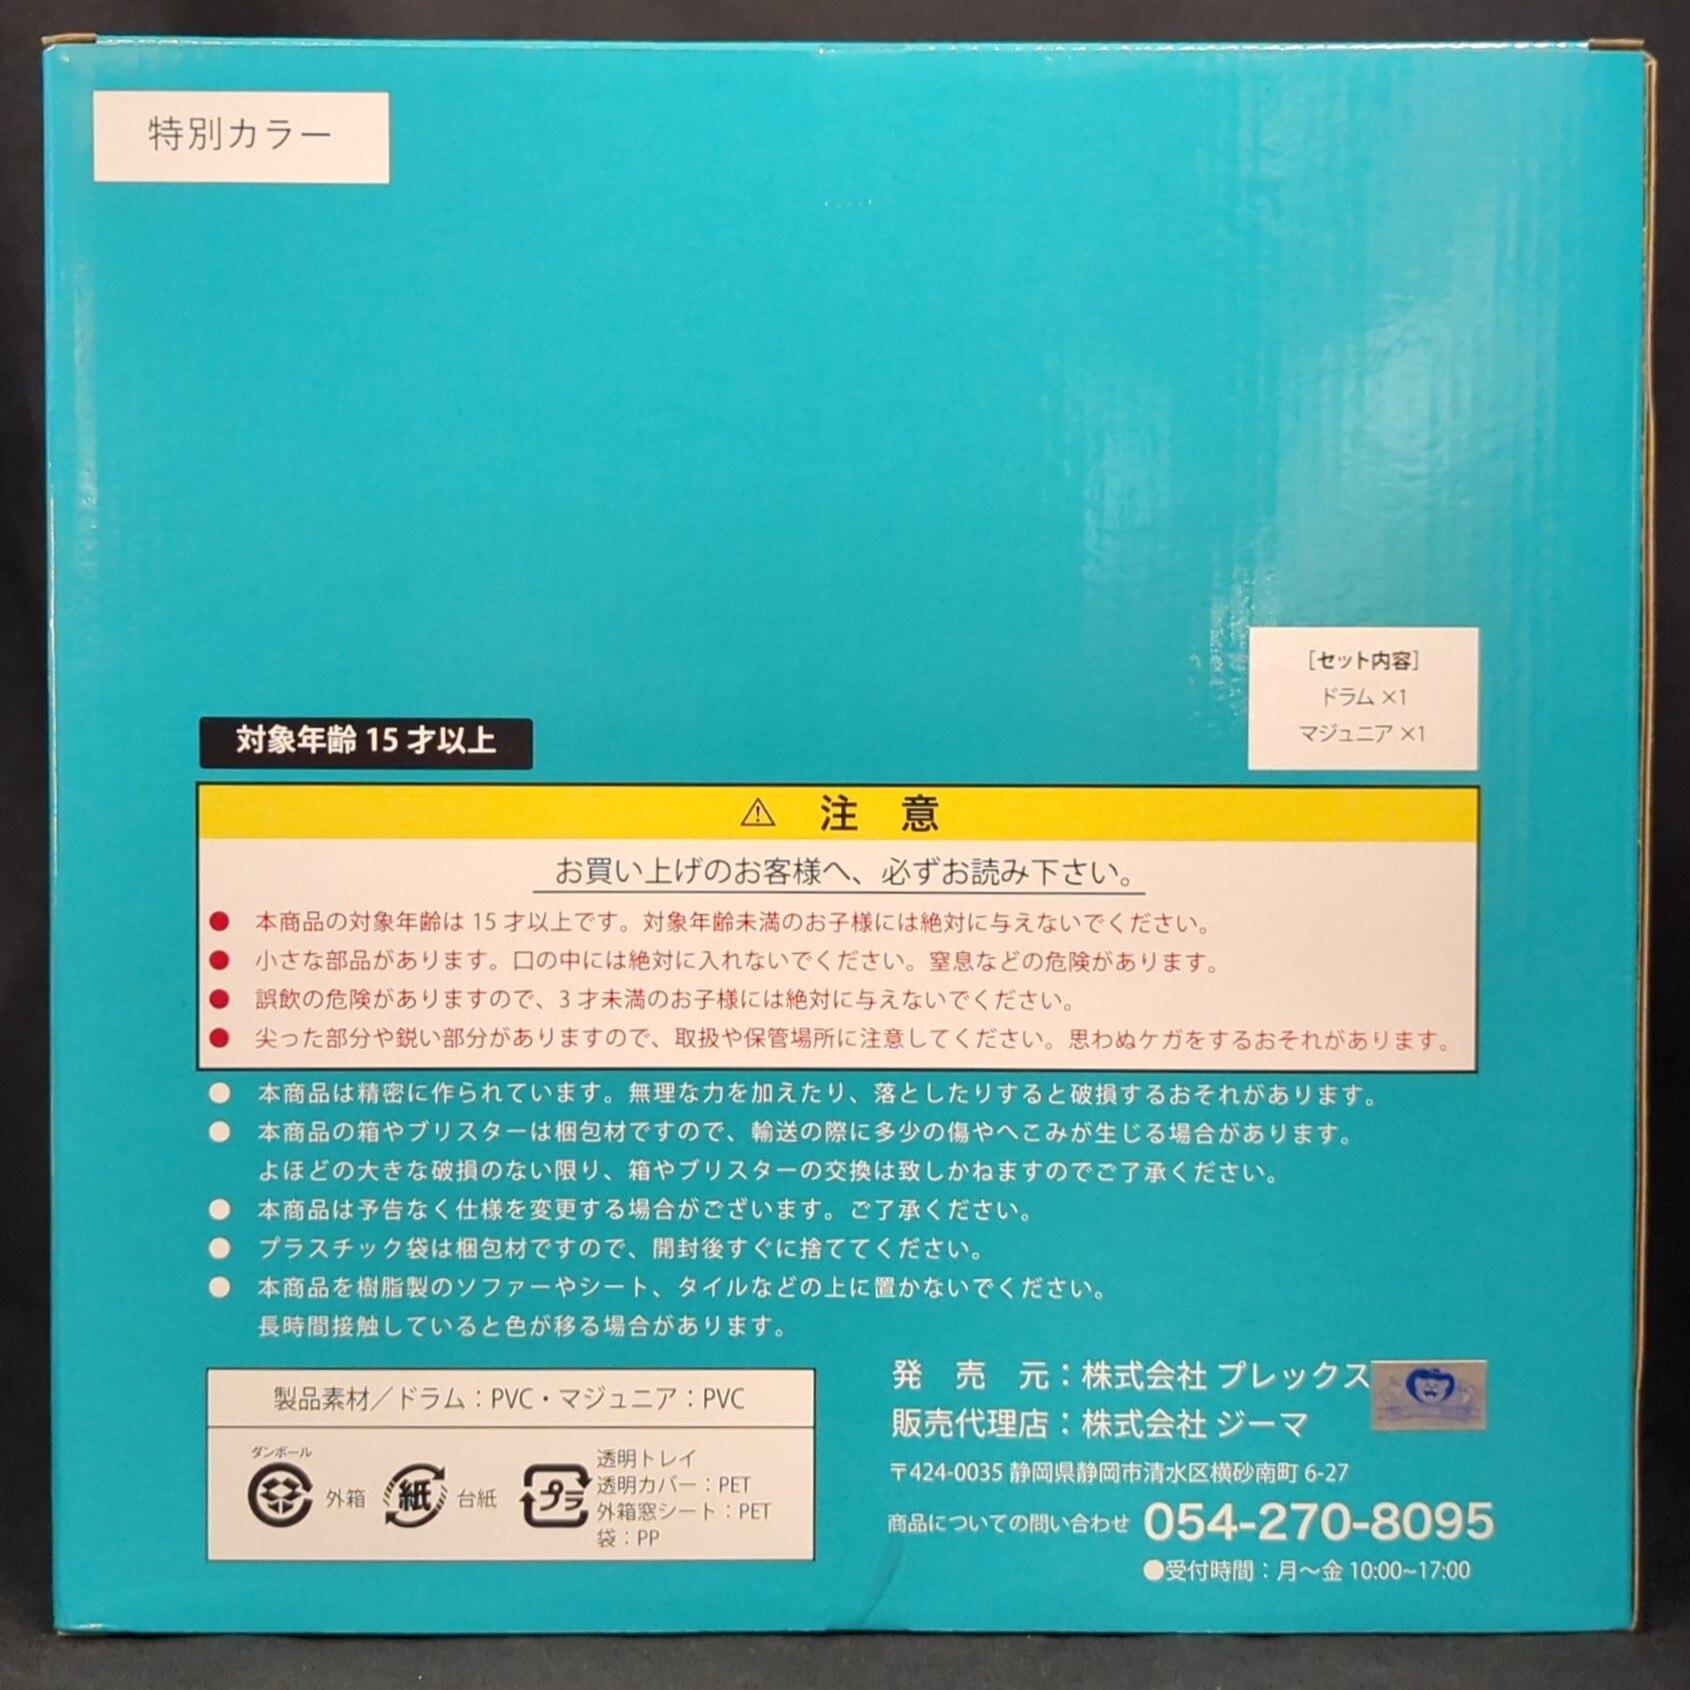 特別カラー
[セット内容]
ドラム ×1
マジュニア ×1
対象年齢 15 才以上
⚠ 注 意
お買い上げのお客様へ、必ずお読み下さい。
● 本商品の対象年齢は 15 才以上です。対象年齢未満のお子様には絶対に与えないでください。
● 小さな部品があります。口の中には絶対に入れないでください。窒息などの危険があります。
● 誤飲の危険がありますので、3 才未満のお子様には絶対に与えないでください。
● 尖った部分や鋭い部分がありますので、取扱や保管場所に注意してください。思わぬケガをするおそれがあります。
● 本商品は精密に作られています。無理な力を加えたり、落としたりすると破損するおそれがあります。
● 本商品の箱やブリスターは梱包材ですので、輸送の際に多少の傷やへこみが生じる場合があります。
よほどの大きな破損のない限り、箱やブリスターの交換は致しかねますのでご了承ください。
● 本商品は予告なく仕様を変更する場合がございます。ご了承ください。
● プラスチック袋は梱包材ですので、開封後すぐに捨ててください。
● 本商品を樹脂製のソファーやシート、タイルなどの上に置かないでください。
長時間接触していると色が移る場合があります。
製品素材／ドラム：PVC・マジュニア：PVC
ダンボール
外箱
紙
台紙
プラ
透明トレイ
透明カバー：PET
外箱窓シート：PET
袋：PP
発 売 元：株式会社 プレックス
販売代理店：株式会社 ジーマ
〒424-0035 静岡県静岡市清水区横砂南町 6-27
商品についての問い合わせ 054-270-8095
●受付時間：月～金 10:00~17:00